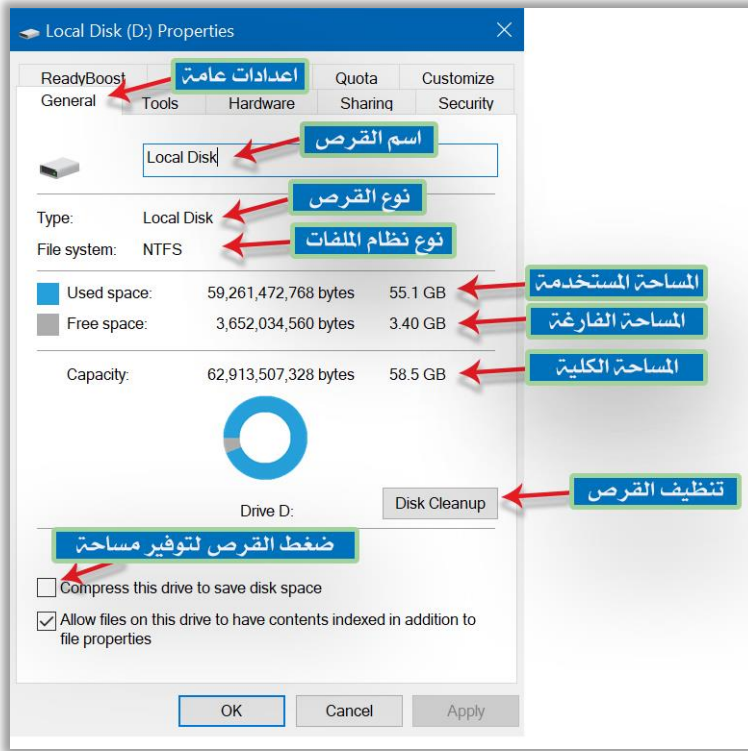 Local Disk (D:) Properties
ReadyBoost
اعدادات عامة
Quota
Customize
General
Tools
Hardware
Sharing
Security
اسم القرص
Local Disk
نوع القرص
Type:
Local Disk
نوع نظام الملفات
File system:
NTFS
المساحة المستخدمة
Used space:
59,261,472,768 bytes
55.1 GB
المساحة الفارغة
Free space:
3,652,034,560 bytes
3.40 GB
المساحة الكلية
Capacity:
62,913,507,328 bytes
58.5 GB
تنظيف القرص
Drive D:
Disk Cleanup
ضغط القرص لتوفير مساحة
Compress this drive to save disk space
Allow files on this drive to have contents indexed in addition to
file properties
OK
Cancel
Apply